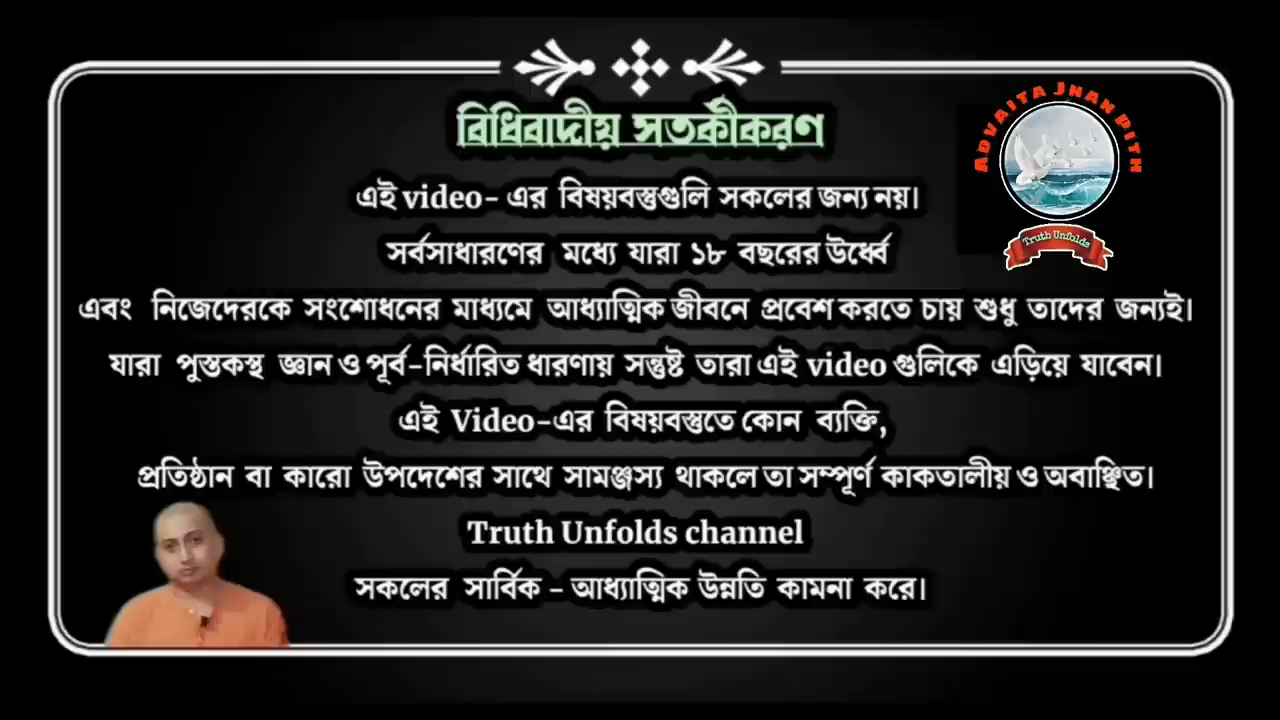 বিধিবাদীয় সতর্কীকরণ
ADVAITA JNAN PITH
Truth Unfolds
এই video- এর বিষয়বস্তুগুলি সকলের জন্য নয়।
সর্বসাধারণের মধ্যে যারা ১৮ বছরের উর্ধ্বে
এবং নিজেদেরকে সংশোধনের মাধ্যমে আধ্যাত্মিক জীবনে প্রবেশ করতে চায় শুধু তাদের জন্যই।
যারা পুস্তকস্থ জ্ঞান ও পূর্ব-নির্ধারিত ধারণায় সন্তুষ্ট তারা এই video গুলিকে এড়িয়ে যাবেন।
এই Video-এর বিষয়বস্তুতে কোন ব্যক্তি,
প্রতিষ্ঠান বা কারো উপদেশের সাথে সামঞ্জস্য থাকলে তা সম্পূর্ণ কাকতালীয় ও অবাঞ্ছিত।
Truth Unfolds channel
সকলের সার্বিক - আধ্যাত্মিক উন্নতি কামনা করে।